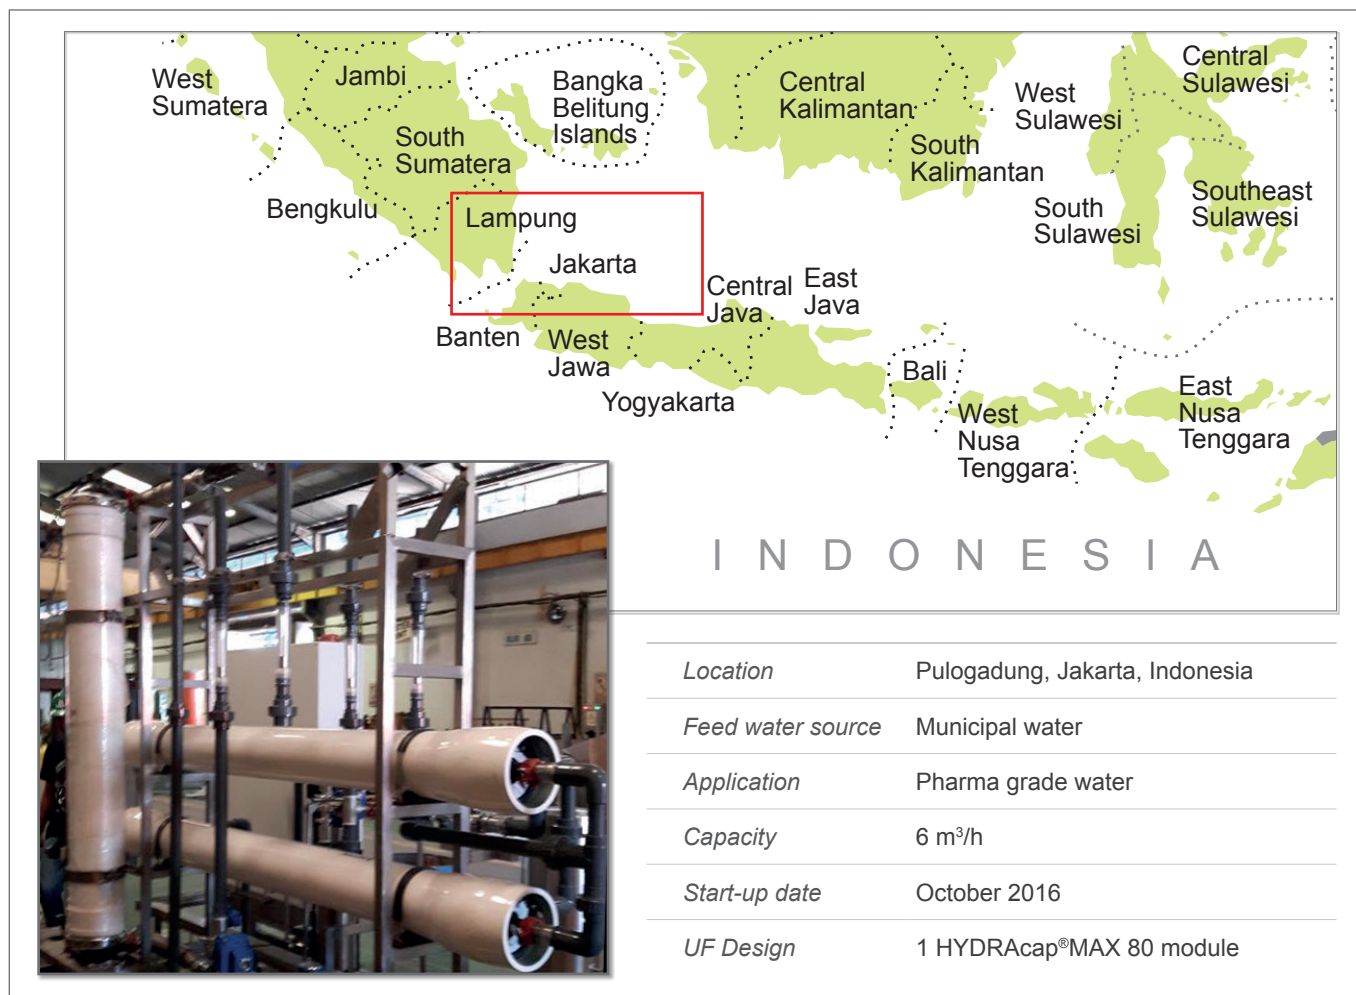 West
Sumatera
Jambi
Bangka
Belitung
Islands
Central
Kalimantan
West
Sulawesi
Central
Sulawesi
South
Sumatera
South
Kalimantan
Bengkulu
Lampung
South
Sulawesi
Southeast
Sulawesi
Jakarta
Central
Java
East
Java
Banten
West
Jawa
Yogyakarta
Bali
West
Nusa
Tenggara
East
Nusa
Tenggara
INDONESIA
Location Pulogadung, Jakarta, Indonesia
Feed water source Municipal water
Application Pharma grade water
Capacity 6 m³/h
Start-up date October 2016
UF Design 1 HYDRAcap®MAX 80 module